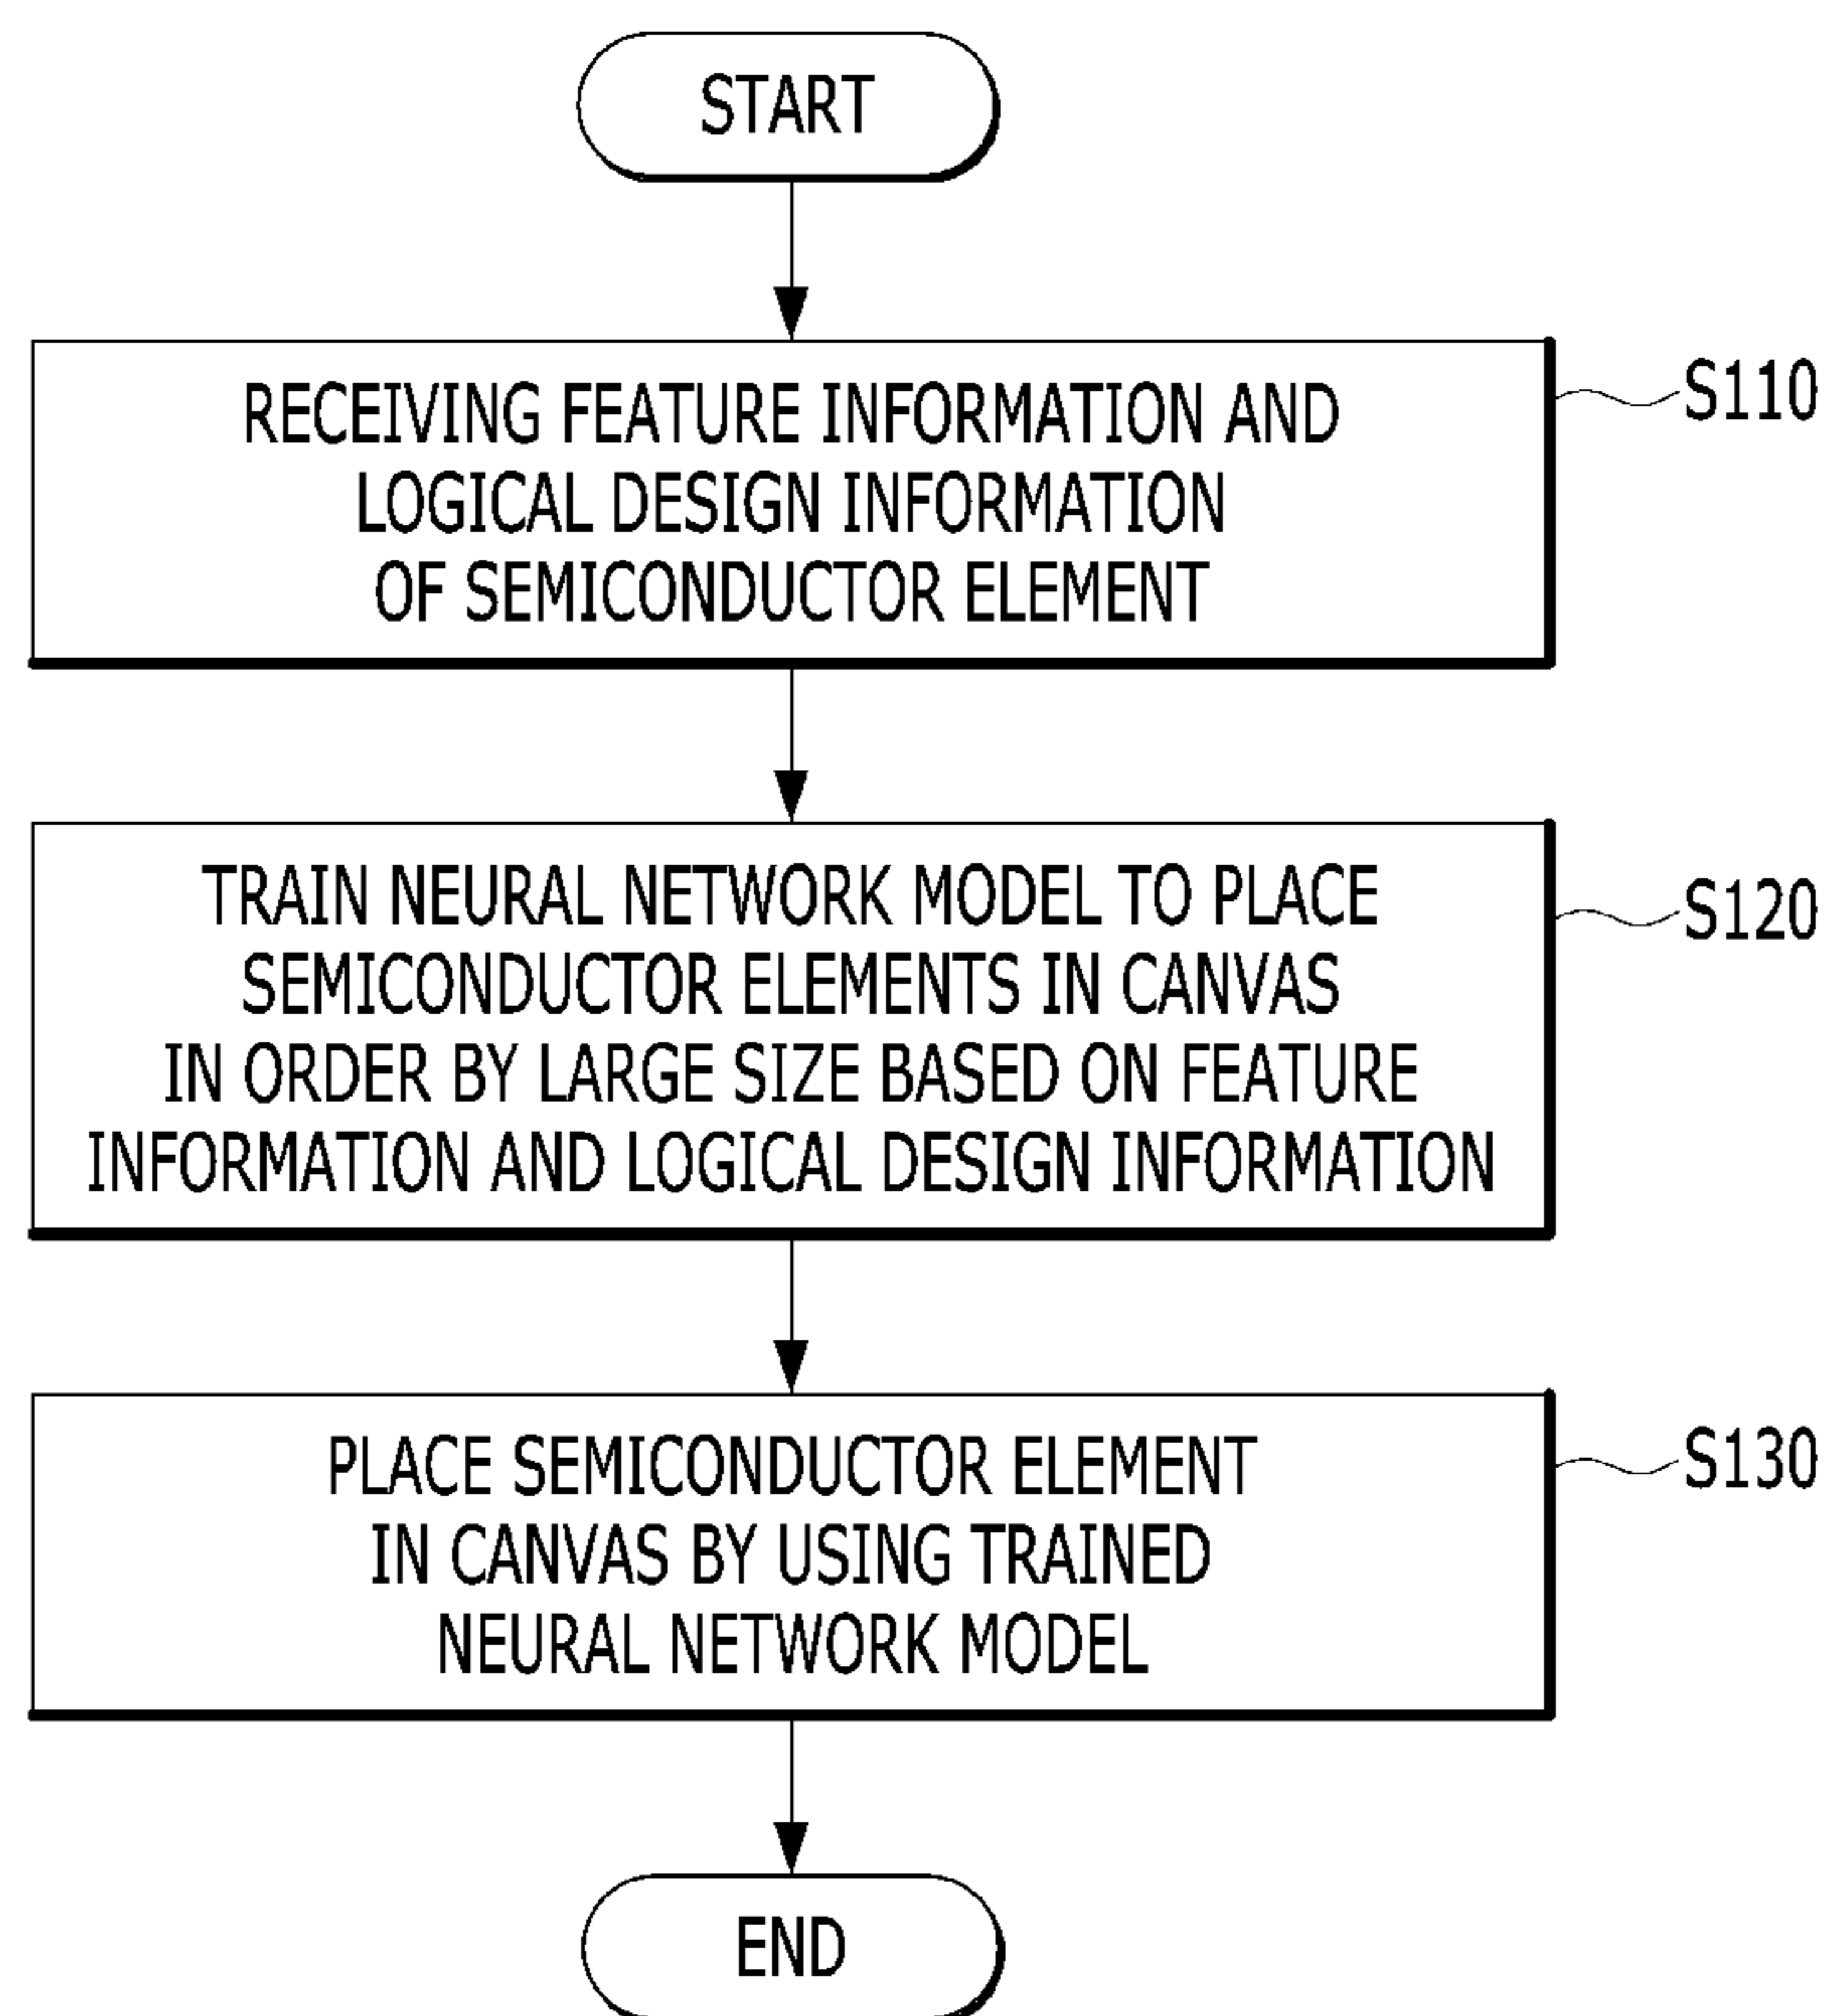 START
RECEIVING FEATURE INFORMATION AND
LOGICAL DESIGN INFORMATION
OF SEMICONDUCTOR ELEMENT
S110
TRAIN NEURAL NETWORK MODEL TO PLACE
SEMICONDUCTOR ELEMENTS IN CANVAS
IN ORDER BY LARGE SIZE BASED ON FEATURE
INFORMATION AND LOGICAL DESIGN INFORMATION
S120
PLACE SEMICONDUCTOR ELEMENT
IN CANVAS BY USING TRAINED
NEURAL NETWORK MODEL
S130
END